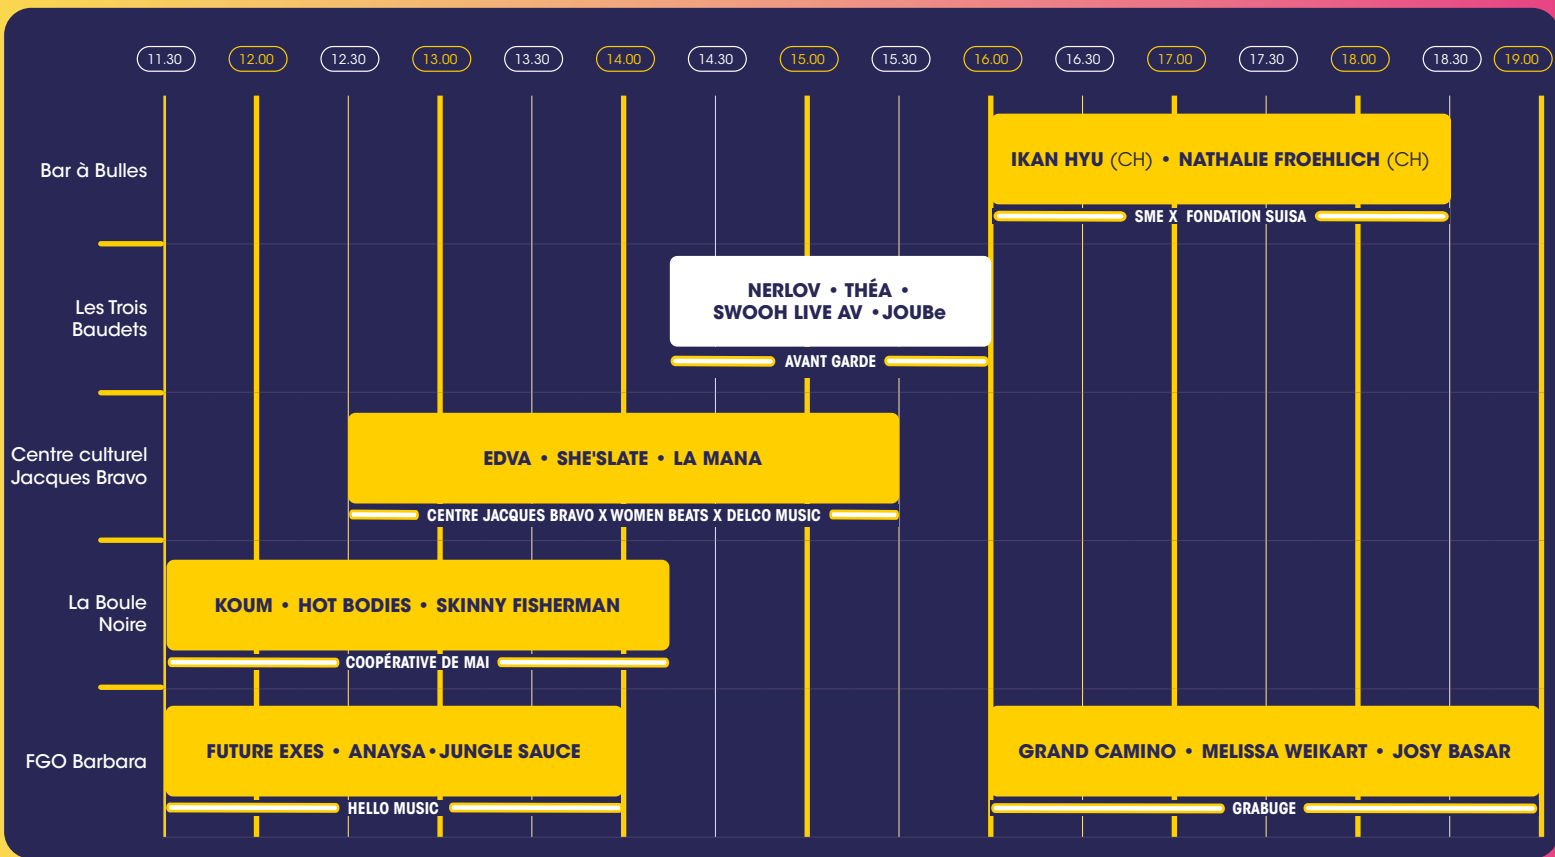 11.30 12.00 12.30 13.00 13.30 14.00 14.30 15.00 15.30 16.00 16.30 17.00 17.30 18.00 18.30 19.00
Bar à Bulles
IKAN HYU (CH) • NATHALIE FROEHLICH (CH)
SME X FONDATION SUISA
Les Trois
Baudets
NERLOV • THÉA •
SWOOH LIVE AV • JOUBe
AVANT GARDE
Centre culturel
Jacques Bravo
EDVA • SHE'SLATE • LA MANA
CENTRE JACQUES BRAVO X WOMEN BEATS X DELCO MUSIC
La Boule
Noire
KOUM • HOT BODIES • SKINNY FISHERMAN
COOPÉRATIVE DE MAI
FGO Barbara
FUTURE EXES • ANAYSA • JUNGLE SAUCE
HELLO MUSIC
GRAND CAMINO • MELISSA WEIKART • JOSY BASAR
GRABUGE